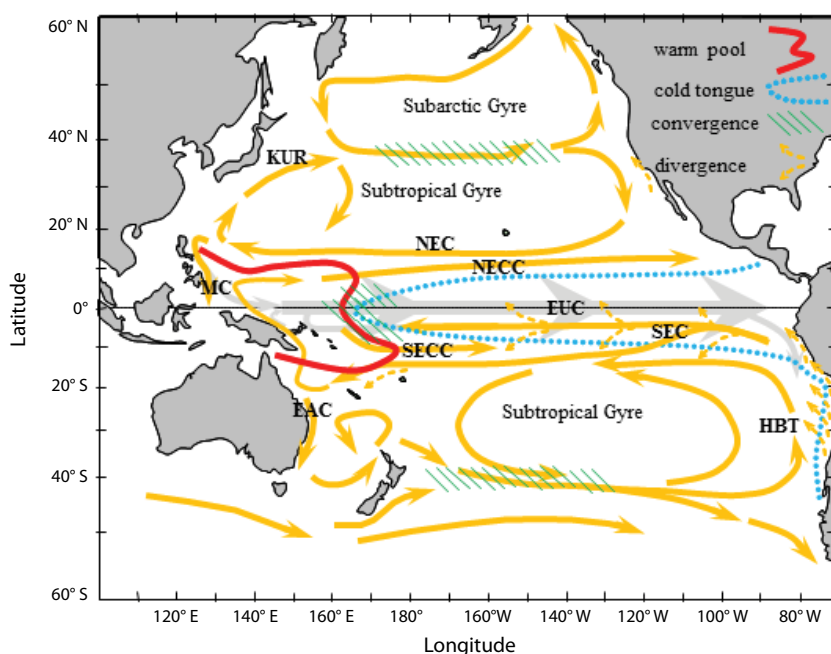 60° N
40° N
20° N
0°
20° S
40° S
60° S
Latitude
warm pool
cold tongue
convergence
divergence
Subarctic Gyre
KUR
Subtropical Gyre
NEC
NECC
MC
EUC
SEC
SECC
EAC
Subtropical Gyre
HBT
120° E 140° E 160° E 180° 160° W 140° W 120° W 100° W 80° W
Longitude